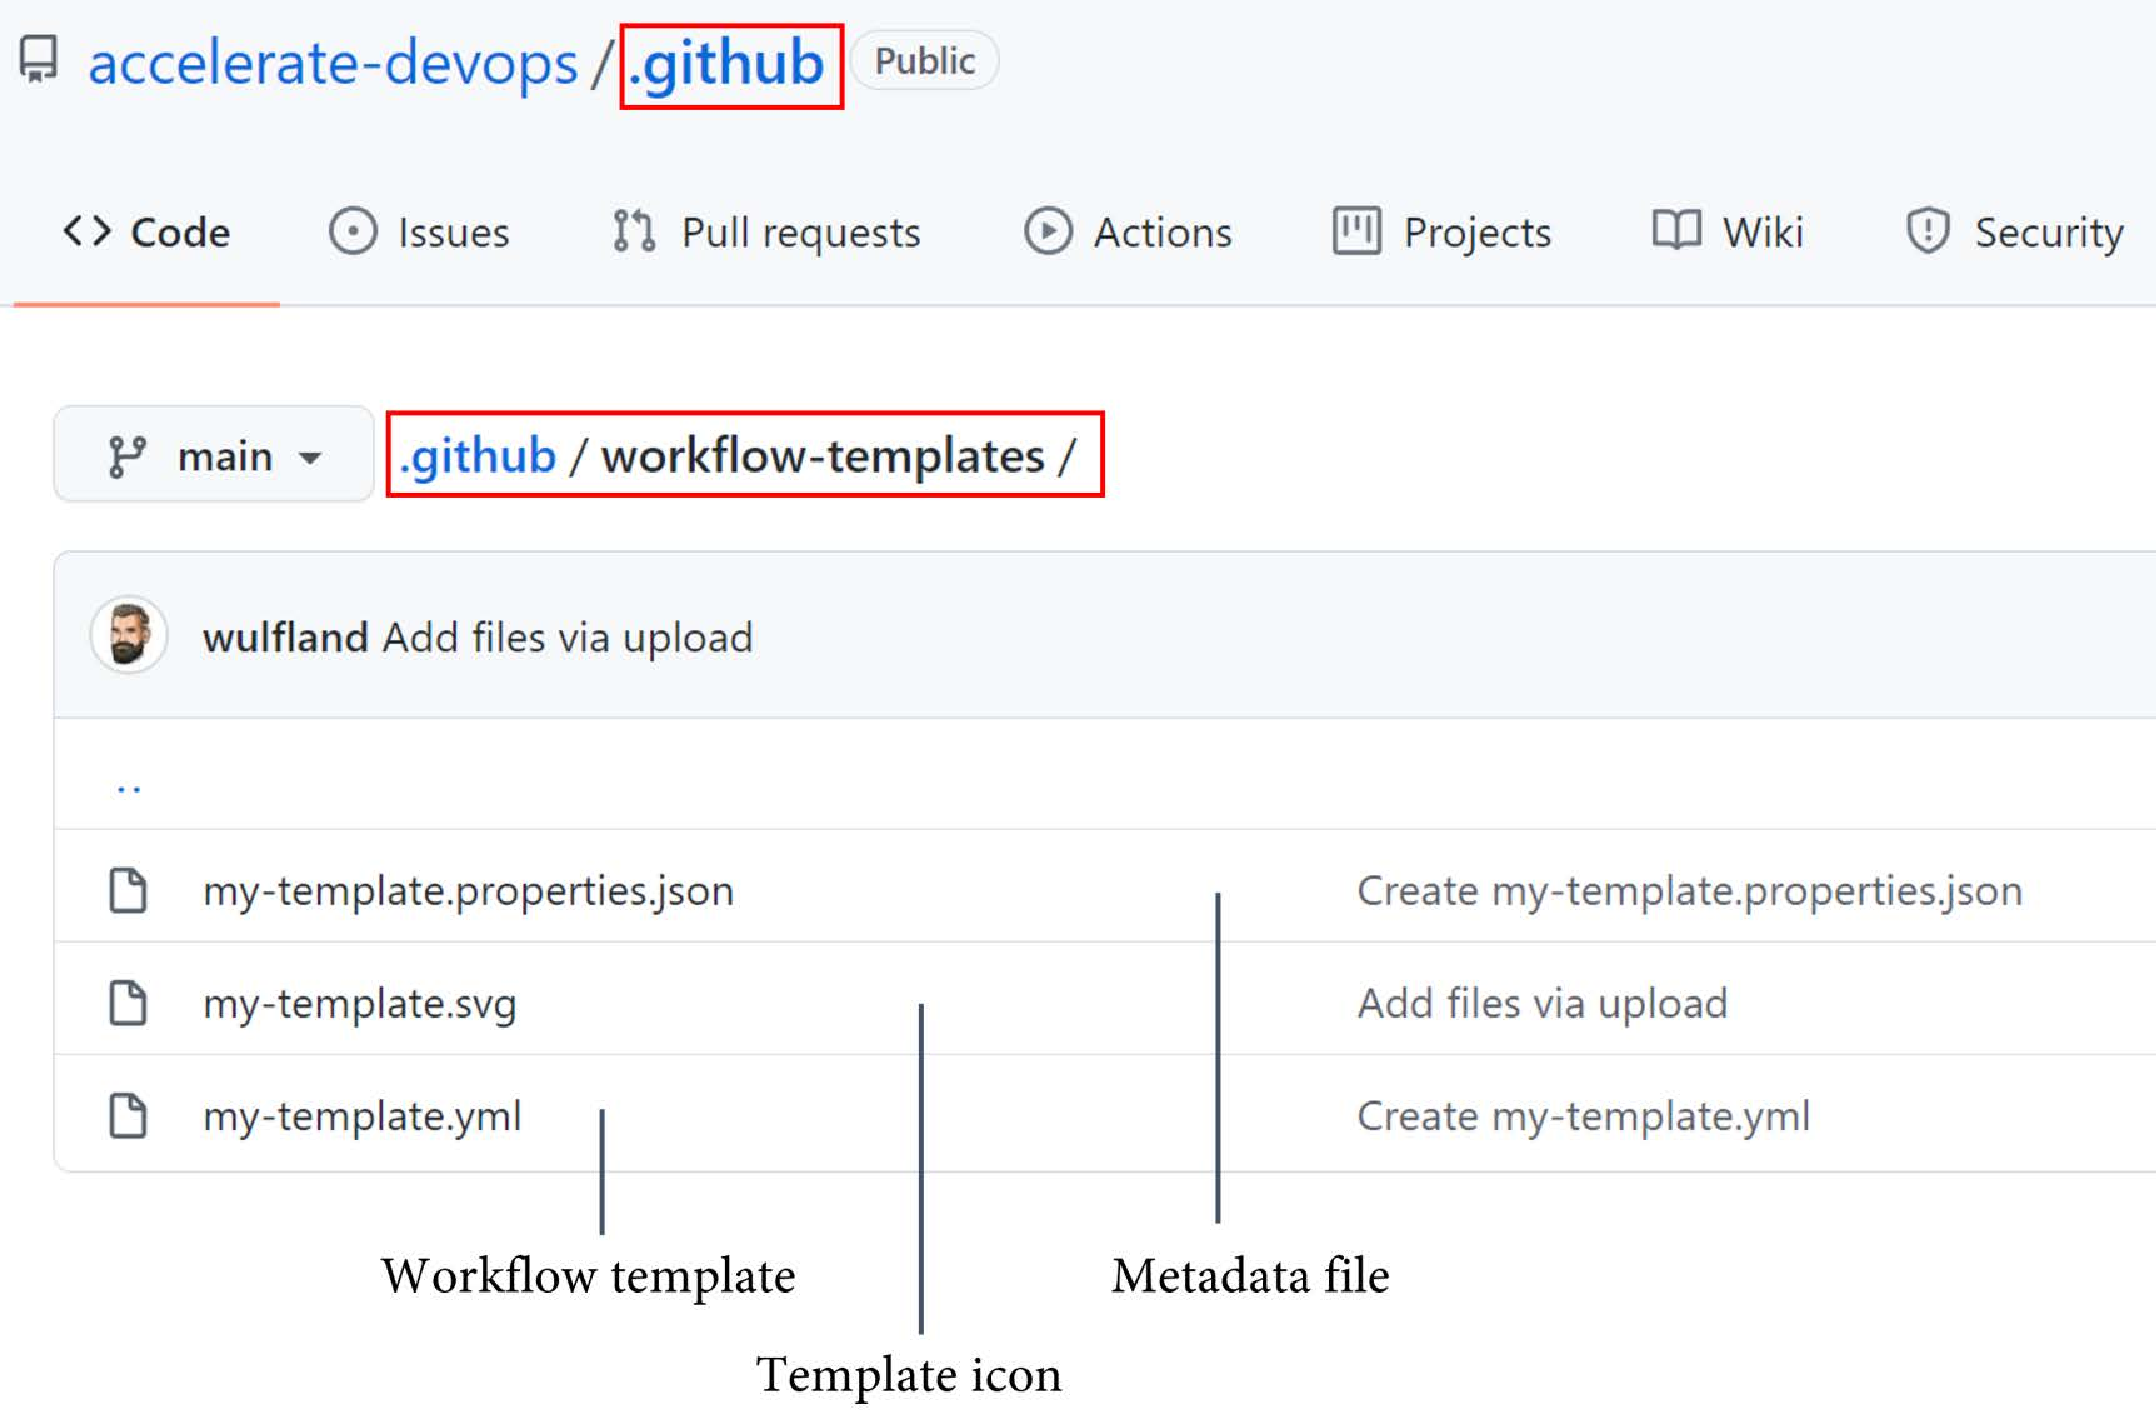 accelerate-devops / .github Public
Code Issues Pull requests Actions Projects Wiki Security
main .github / workflow-templates /
wulfland Add files via upload
..
my-template.properties.json Create my-template.properties.json
my-template.svg Add files via upload
my-template.yml Create my-template.yml
Workflow template Metadata file
Template icon